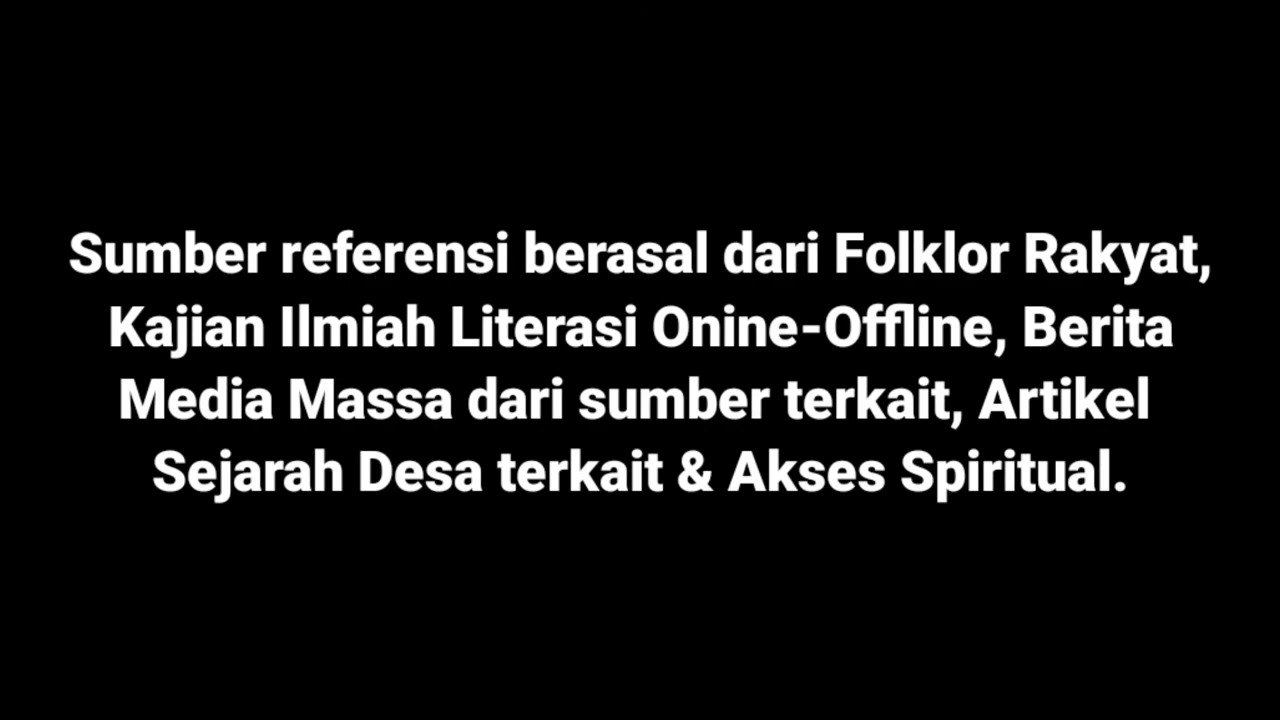 Sumber referensi berasal dari Folklor Rakyat,
Kajian Ilmiah Literasi Onine-Offline, Berita
Media Massa dari sumber terkait, Artikel
Sejarah Desa terkait & Akses Spiritual.